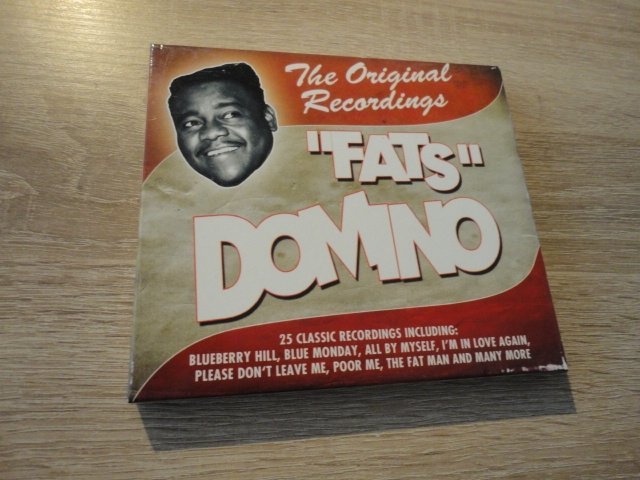 The Original
Recordings
"FATS"
DOMINO
25 CLASSIC RECORDINGS INCLUDING:
BLUEBERRY HILL, BLUE MONDAY, ALL BY MYSELF, I'M IN LOVE AGAIN,
PLEASE DON'T LEAVE ME, POOR ME, THE FAT MAN AND MANY MORE